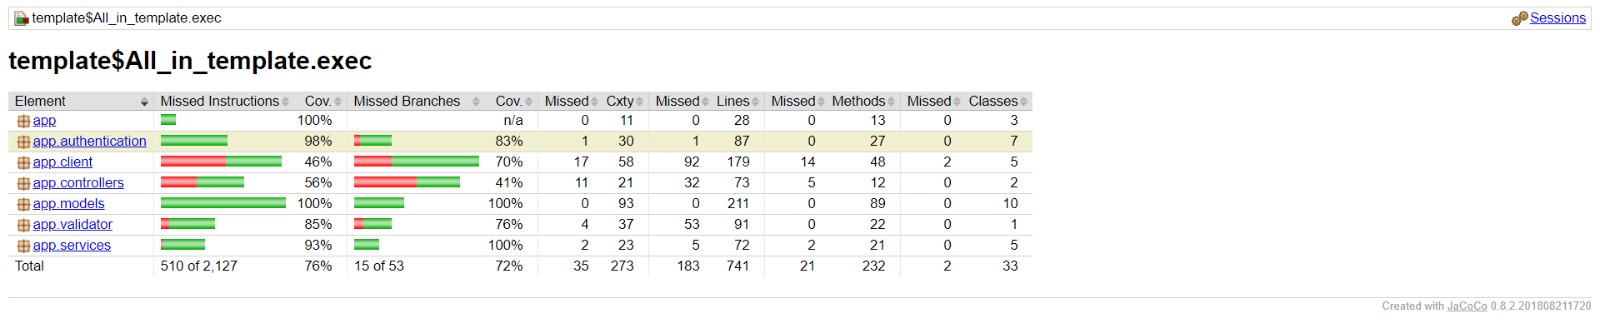 template$All_in_template.exec Sessions
template$All_in_template.exec
Element Missed Instructions Cov. Missed Branches Cov. Missed Cxty Missed Lines Missed Methods Missed Classes
app 100% n/a 0 11 0 28 0 13 0 3
app.authentication 98% 83% 1 30 1 87 0 27 0 7
app.client 46% 70% 17 58 92 179 14 48 2 5
app.controllers 56% 41% 11 21 32 73 5 12 0 2
app.models 100% 100% 0 93 0 211 0 89 0 10
app.validator 85% 76% 4 37 53 91 0 22 0 1
app.services 93% 100% 2 23 5 72 2 21 0 5
Total 510 of 2,127 76% 15 of 53 72% 35 273 183 741 21 232 2 33
Created with JaCoCo 0.8.2.201808211720